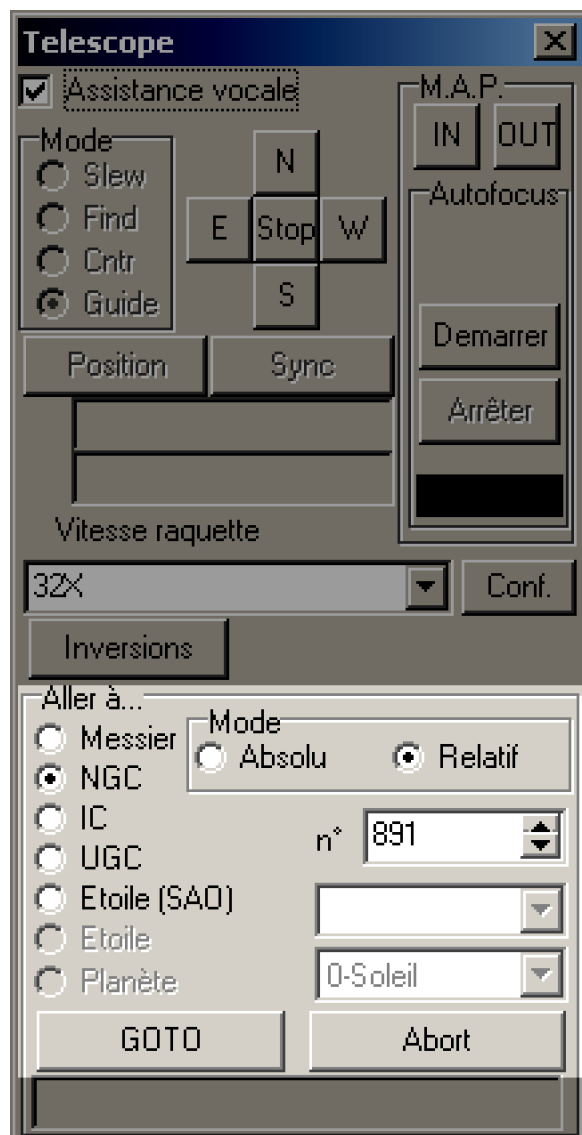 Telescope
Assistance vocale
M.A.P.
IN OUT
Mode
Slew
Find
Cntr
Guide
N
E Stop W
S
Autofocus
Demarrer
Arrêter
Position Sync
Vitesse raquette
32X Conf.
Inversions
Aller à...
Messier
NGC
IC
UGC
Etoile (SAO)
Etoile
Planète
Mode
Absolu Relatif
n° 891
0-Soleil
GOTO Abort